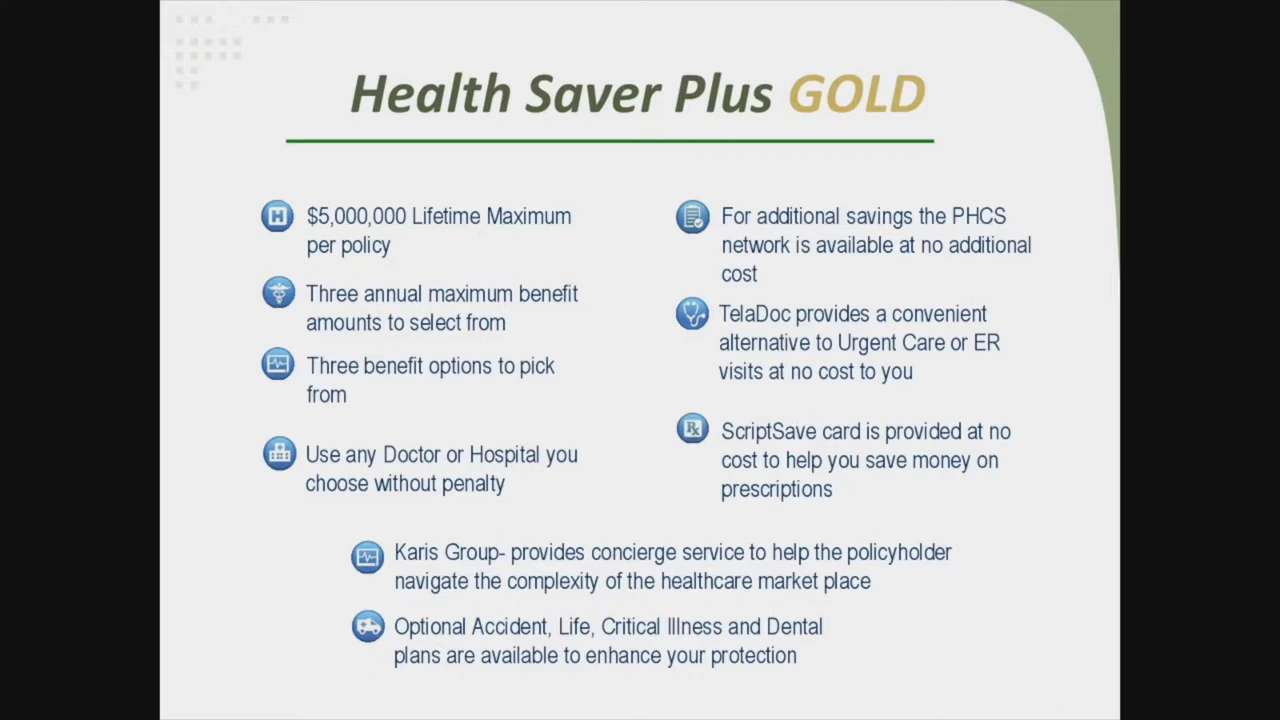 Health Saver Plus GOLD
$5,000,000 Lifetime Maximum
per policy
Three annual maximum benefit
amounts to select from
Three benefit options to pick
from
Use any Doctor or Hospital you
choose without penalty
For additional savings the PHCS
network is available at no additional
cost
TelaDoc provides a convenient
alternative to Urgent Care or ER
visits at no cost to you
ScriptSave card is provided at no
cost to help you save money on
prescriptions
Karis Group- provides concierge service to help the policyholder
navigate the complexity of the healthcare market place
Optional Accident, Life, Critical Illness and Dental
plans are available to enhance your protection